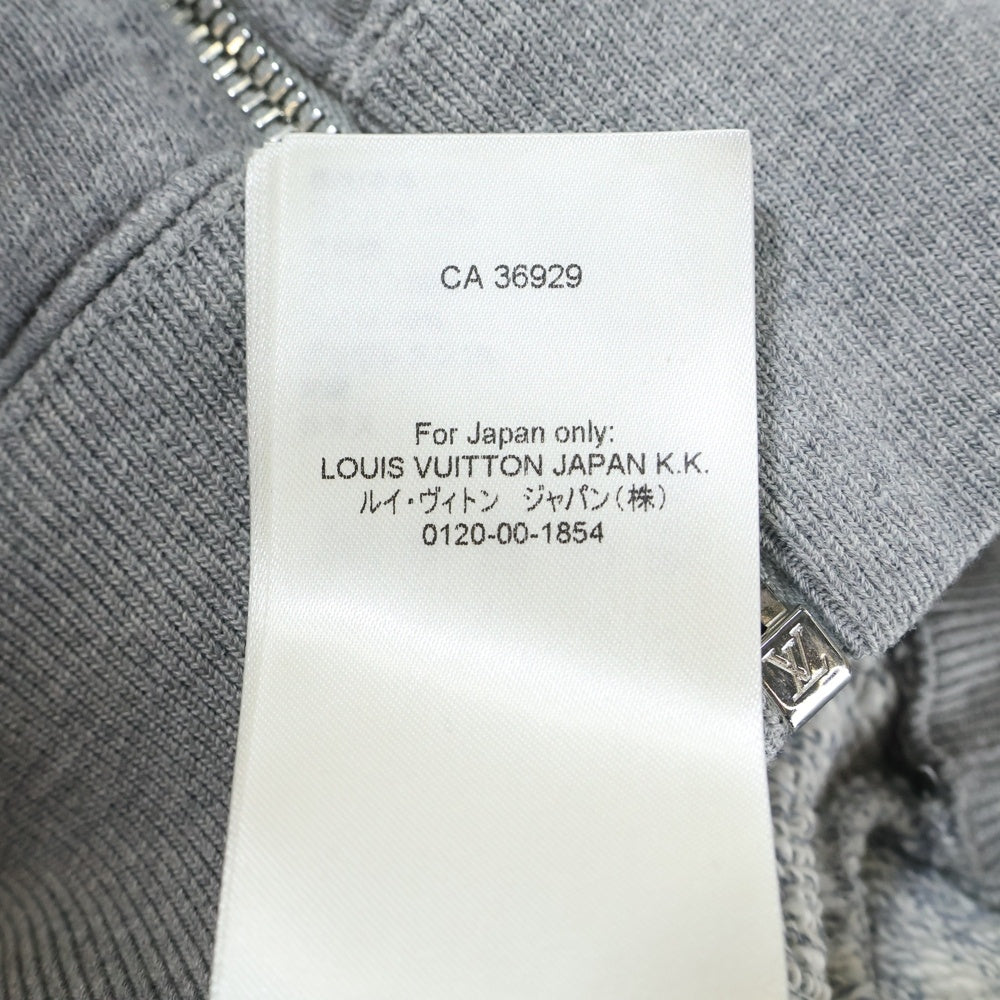 CA 36929
For Japan only:
LOUIS VUITTON JAPAN K.K.
ルイ・ヴィトン　ジャパン(株)
0120-00-1854
LV